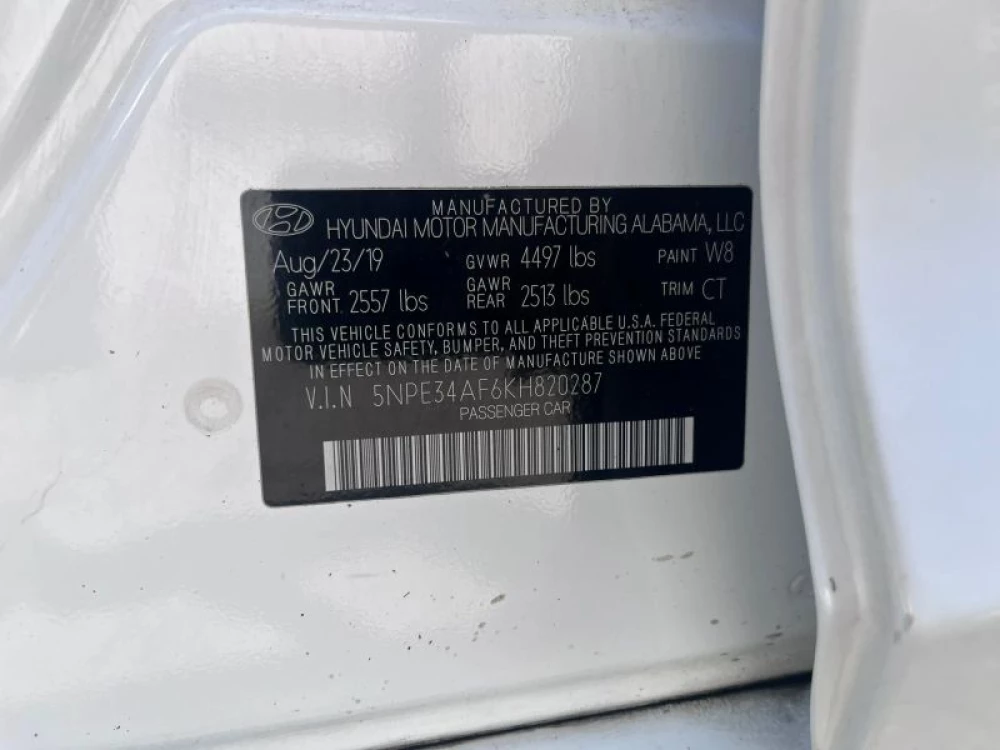 MANUFACTURED BY
HYUNDAI MOTOR MANUFACTURING ALABAMA, LLC
Aug/23/19 GVWR 4497 lbs PAINT W8
GAWR FRONT 2557 lbs GAWR REAR 2513 lbs TRIM CT
THIS VEHICLE CONFORMS TO ALL APPLICABLE U.S.A. FEDERAL
MOTOR VEHICLE SAFETY, BUMPER, AND THEFT PREVENTION STANDARDS
IN EFFECT ON THE DATE OF MANUFACTURE SHOWN ABOVE
V.I.N 5NPE34AF6KH820287
PASSENGER CAR